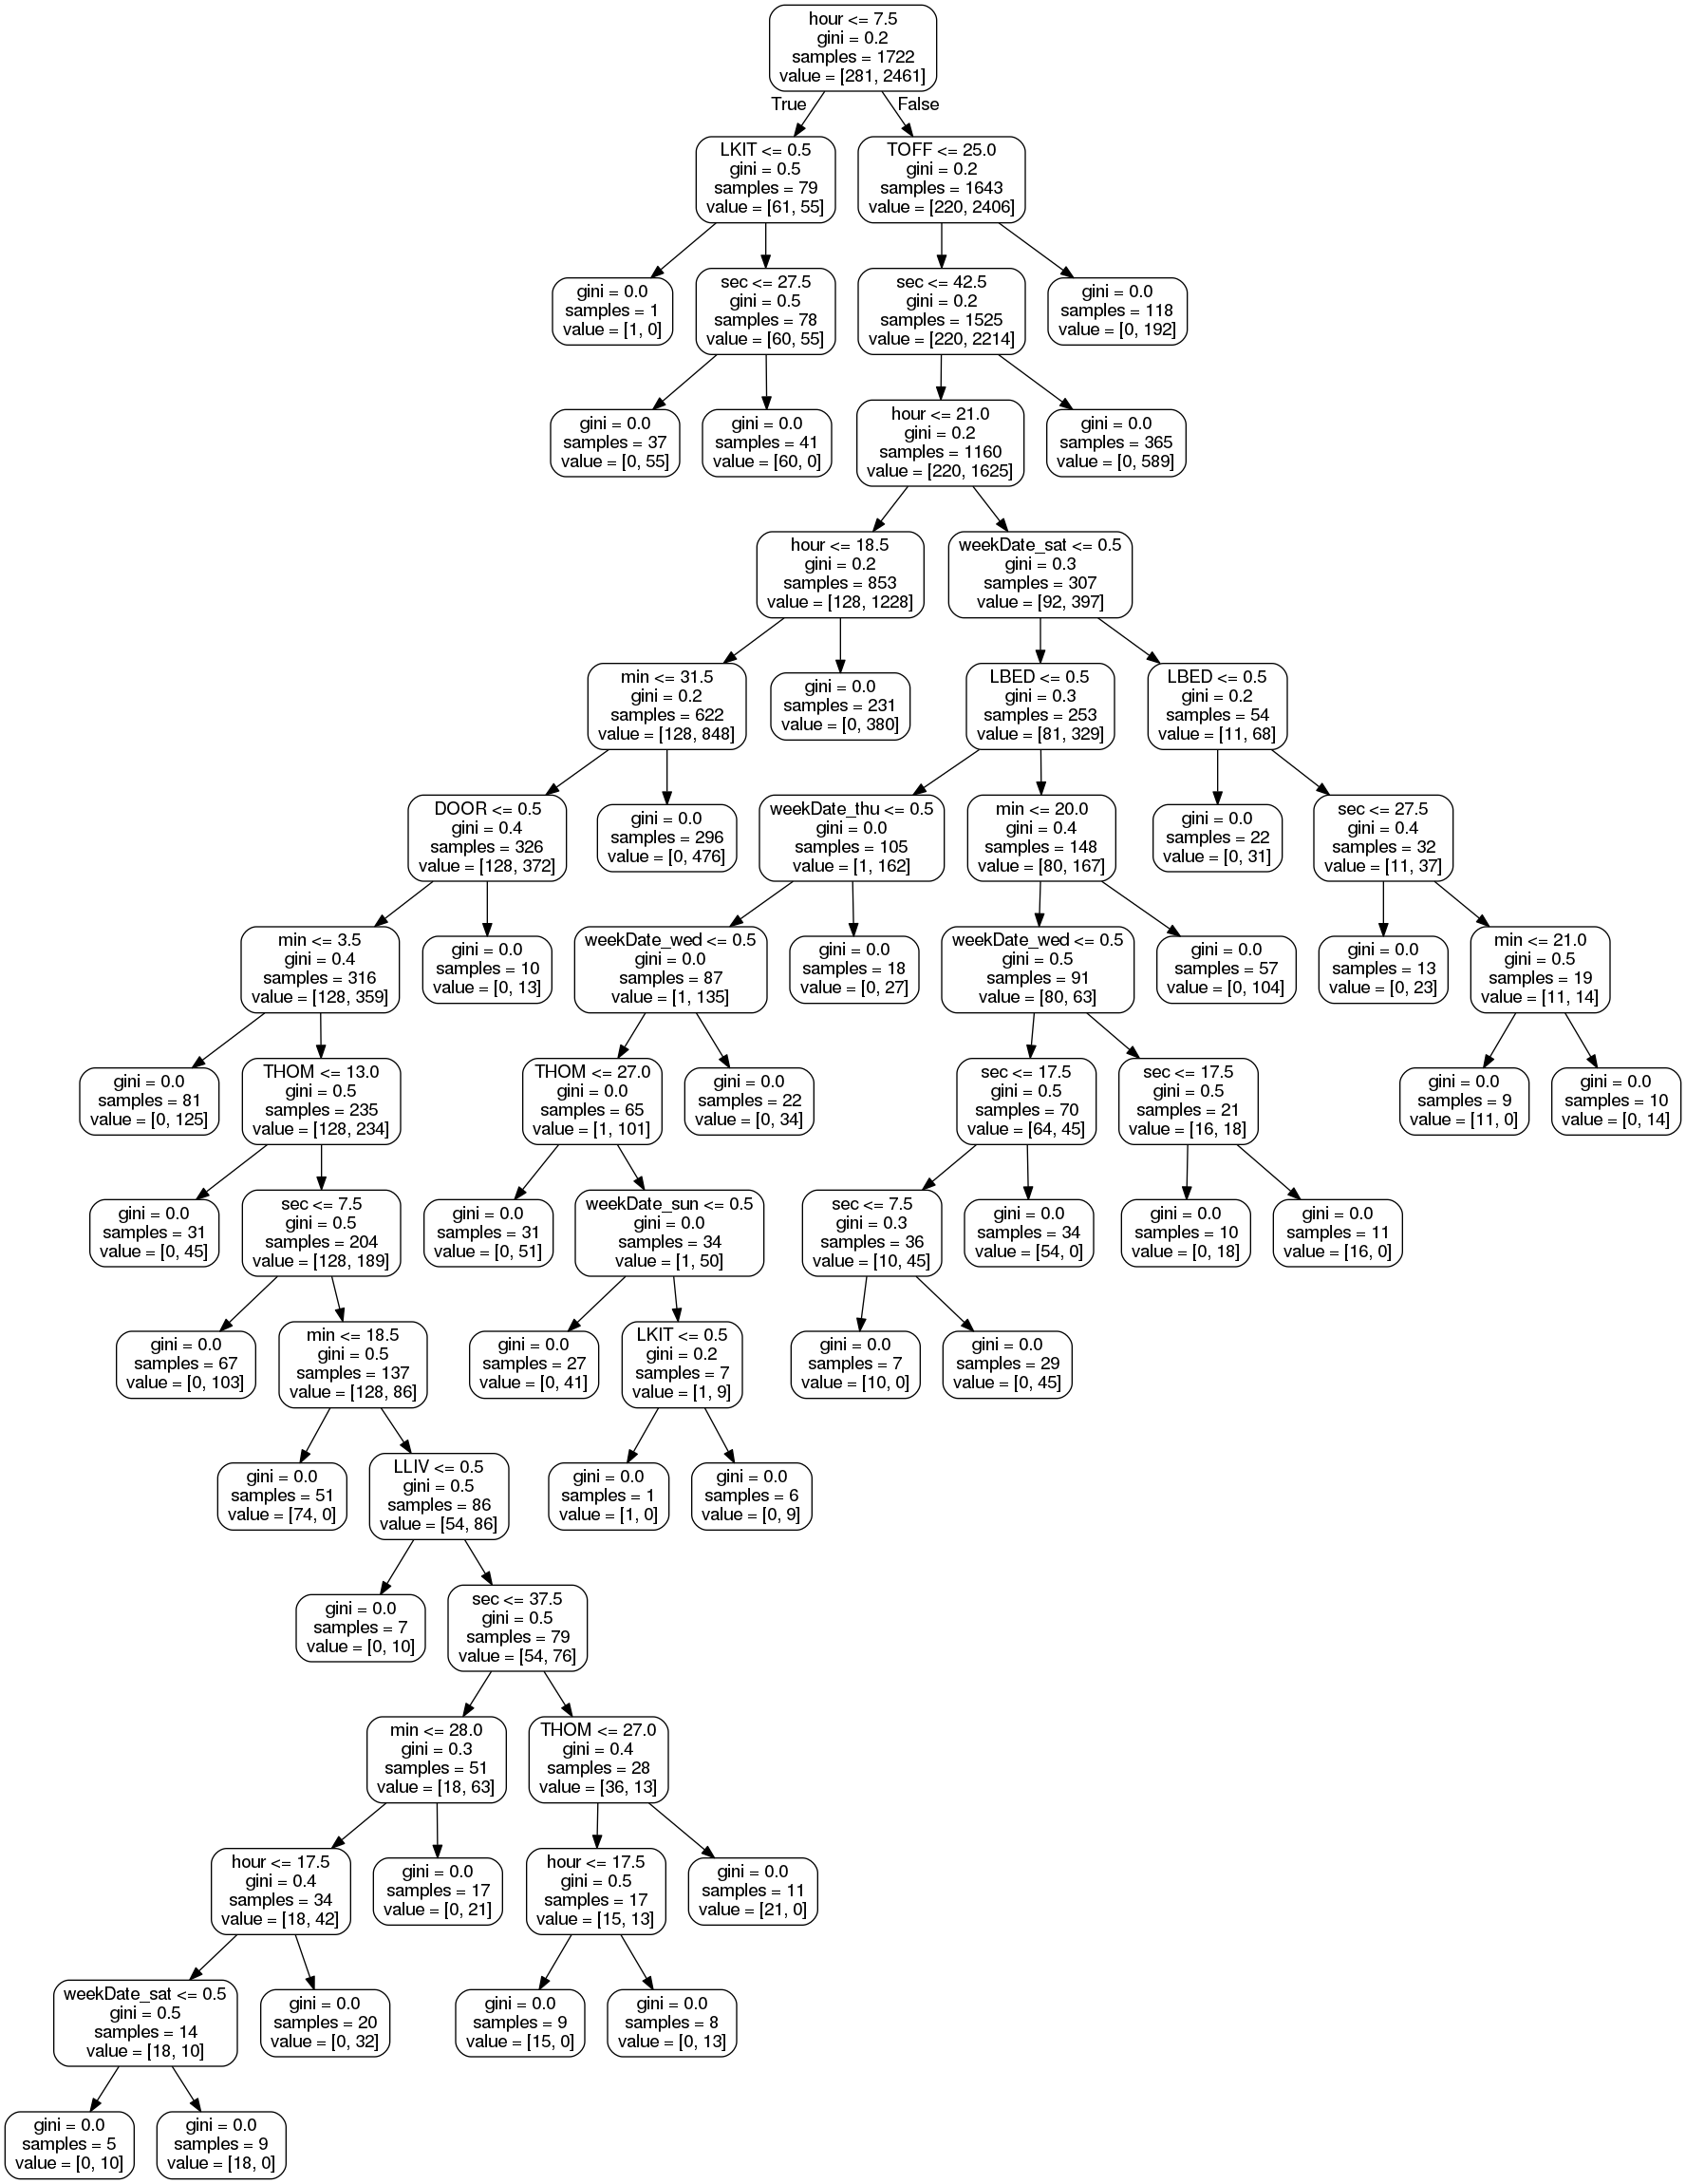 hour <= 7.5
gini = 0.2
samples = 1722
value = [281, 2461]
True
False
LKIT <= 0.5
gini = 0.5
samples = 79
value = [61, 55]
TOFF <= 25.0
gini = 0.2
samples = 1643
value = [220, 2406]
gini = 0.0
samples = 1
value = [1, 0]
sec <= 27.5
gini = 0.5
samples = 78
value = [60, 55]
sec <= 42.5
gini = 0.2
samples = 1525
value = [220, 2214]
gini = 0.0
samples = 118
value = [0, 192]
gini = 0.0
samples = 37
value = [0, 55]
gini = 0.0
samples = 41
value = [60, 0]
hour <= 21.0
gini = 0.2
samples = 1160
value = [220, 1625]
gini = 0.0
samples = 365
value = [0, 589]
hour <= 18.5
gini = 0.2
samples = 853
value = [128, 1228]
weekDate_sat <= 0.5
gini = 0.3
samples = 307
value = [92, 397]
min <= 31.5
gini = 0.2
samples = 622
value = [128, 848]
gini = 0.0
samples = 231
value = [0, 380]
LBED <= 0.5
gini = 0.3
samples = 253
value = [81, 329]
LBED <= 0.5
gini = 0.2
samples = 54
value = [11, 68]
DOOR <= 0.5
gini = 0.4
samples = 326
value = [128, 372]
gini = 0.0
samples = 296
value = [0, 476]
weekDate_thu <= 0.5
gini = 0.0
samples = 105
value = [1, 162]
min <= 20.0
gini = 0.4
samples = 148
value = [80, 167]
gini = 0.0
samples = 22
value = [0, 31]
sec <= 27.5
gini = 0.4
samples = 32
value = [11, 37]
min <= 3.5
gini = 0.4
samples = 316
value = [128, 359]
gini = 0.0
samples = 10
value = [0, 13]
weekDate_wed <= 0.5
gini = 0.0
samples = 87
value = [1, 135]
gini = 0.0
samples = 18
value = [0, 27]
weekDate_wed <= 0.5
gini = 0.5
samples = 91
value = [80, 63]
gini = 0.0
samples = 57
value = [0, 104]
gini = 0.0
samples = 13
value = [0, 23]
min <= 21.0
gini = 0.5
samples = 19
value = [11, 14]
gini = 0.0
samples = 81
value = [0, 125]
THOM <= 13.0
gini = 0.5
samples = 235
value = [128, 234]
THOM <= 27.0
gini = 0.0
samples = 65
value = [1, 101]
gini = 0.0
samples = 22
value = [0, 34]
sec <= 17.5
gini = 0.5
samples = 70
value = [64, 45]
sec <= 17.5
gini = 0.5
samples = 21
value = [16, 18]
gini = 0.0
samples = 9
value = [11, 0]
gini = 0.0
samples = 10
value = [0, 14]
gini = 0.0
samples = 31
value = [0, 45]
sec <= 7.5
gini = 0.5
samples = 204
value = [128, 189]
gini = 0.0
samples = 31
value = [0, 51]
weekDate_sun <= 0.5
gini = 0.0
samples = 34
value = [1, 50]
sec <= 7.5
gini = 0.3
samples = 36
value = [10, 45]
gini = 0.0
samples = 34
value = [54, 0]
gini = 0.0
samples = 10
value = [0, 18]
gini = 0.0
samples = 11
value = [16, 0]
gini = 0.0
samples = 67
value = [0, 103]
min <= 18.5
gini = 0.5
samples = 137
value = [128, 86]
gini = 0.0
samples = 27
value = [0, 41]
LKIT <= 0.5
gini = 0.2
samples = 7
value = [1, 9]
gini = 0.0
samples = 7
value = [10, 0]
gini = 0.0
samples = 29
value = [0, 45]
gini = 0.0
samples = 51
value = [74, 0]
LLIV <= 0.5
gini = 0.5
samples = 86
value = [54, 86]
gini = 0.0
samples = 1
value = [1, 0]
gini = 0.0
samples = 6
value = [0, 9]
gini = 0.0
samples = 7
value = [0, 10]
sec <= 37.5
gini = 0.5
samples = 79
value = [54, 76]
min <= 28.0
gini = 0.3
samples = 51
value = [18, 63]
THOM <= 27.0
gini = 0.4
samples = 28
value = [36, 13]
hour <= 17.5
gini = 0.4
samples = 34
value = [18, 42]
gini = 0.0
samples = 17
value = [0, 21]
hour <= 17.5
gini = 0.5
samples = 17
value = [15, 13]
gini = 0.0
samples = 11
value = [21, 0]
weekDate_sat <= 0.5
gini = 0.5
samples = 14
value = [18, 10]
gini = 0.0
samples = 20
value = [0, 32]
gini = 0.0
samples = 9
value = [15, 0]
gini = 0.0
samples = 8
value = [0, 13]
gini = 0.0
samples = 5
value = [0, 10]
gini = 0.0
samples = 9
value = [18, 0]